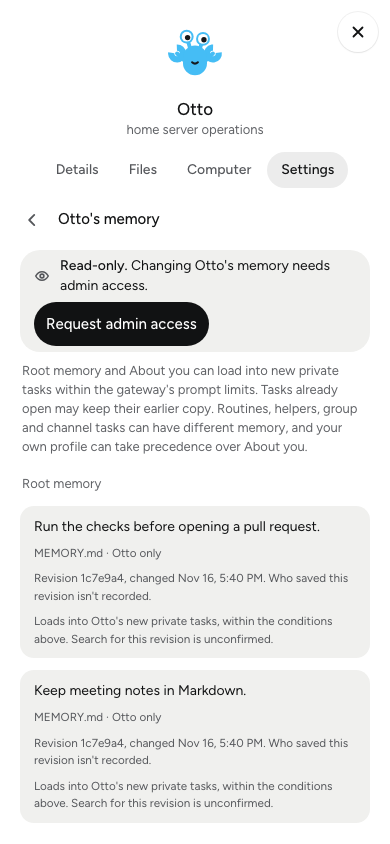 Otto
home server operations
Details
Files
Computer
Settings
Otto's memory
Read-only. Changing Otto's memory needs
admin access.
Request admin access
Root memory and About you can load into new private
tasks within the gateway's prompt limits. Tasks already
open may keep their earlier copy. Routines, helpers, group
and channel tasks can have different memory, and your
own profile can take precedence over About you.
Root memory
Run the checks before opening a pull request.
MEMORY.md · Otto only
Revision 1c7e9a4, changed Nov 16, 5:40 PM. Who saved this
revision isn't recorded.
Loads into Otto's new private tasks, within the conditions
above. Search for this revision is unconfirmed.
Keep meeting notes in Markdown.
MEMORY.md · Otto only
Revision 1c7e9a4, changed Nov 16, 5:40 PM. Who saved this
revision isn't recorded.
Loads into Otto's new private tasks, within the conditions
above. Search for this revision is unconfirmed.